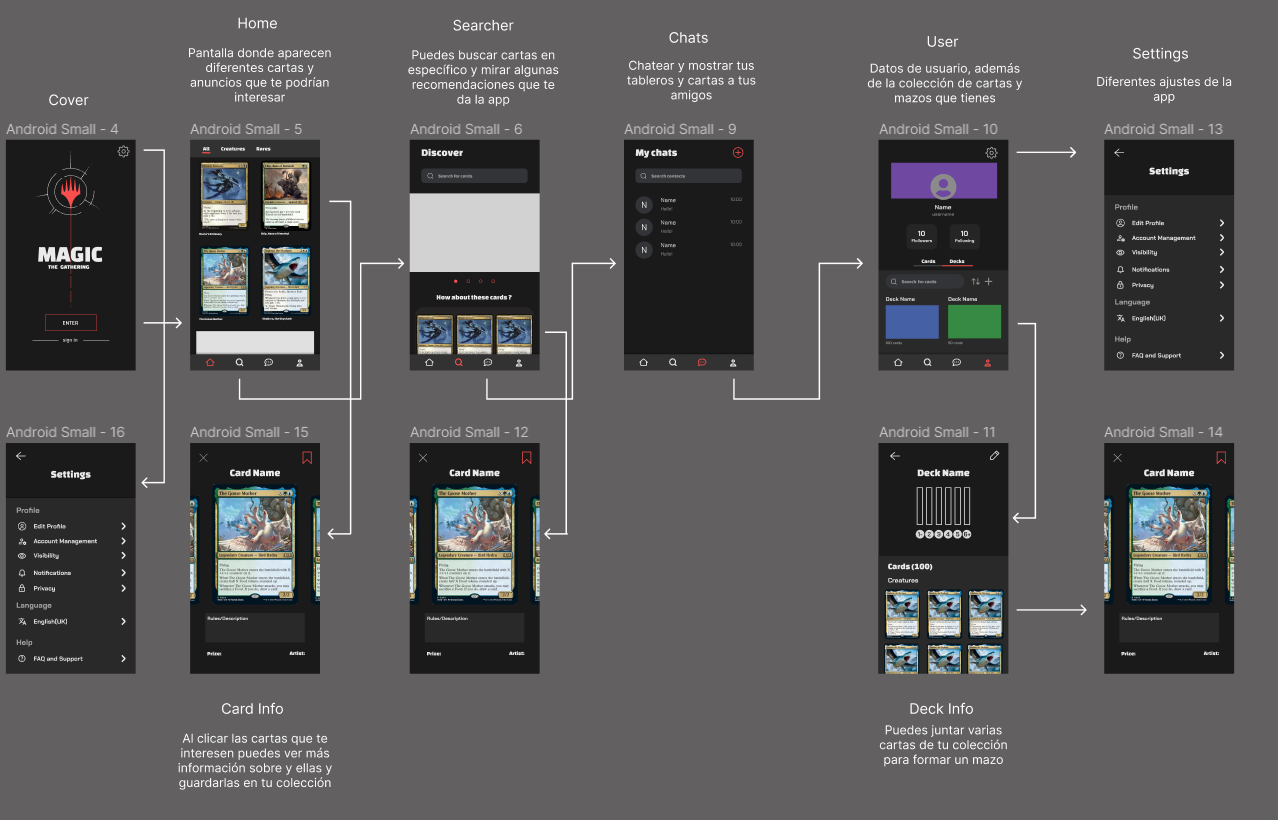 Cover
Home
Pantalla donde aparecen
diferentes cartas y
anuncios que te podrían
interesar
Searcher
Puedes buscar cartas en
específico y mirar algunas
recomendaciones que te
da la app
Chats
Chatear y mostrar tus
tableros y cartas a tus
amigos
User
Datos de usuario, además
de la colección de cartas y
mazos que tienes
Settings
Diferentes ajustes de la
app
Android Small - 4
MAGIC
THE GATHERING
ENTER
sign in
Android Small - 5
All Creatures Rares
Android Small - 6
Discover
Search for cards
How about these cards ?
Android Small - 9
My chats
Search contacts
N Name 10:00
Hello!
N Name 10:00
Hello!
N Name 10:00
Hello!
Android Small - 10
Name
username
10 10
Followers Following
Cards Decks
Search for cards
Deck Name Deck Name
Android Small - 13
Settings
Profile
Edit Profile
Account Management
Visibility
Notifications
Privacy
Language
English(UK)
Help
FAQ and Support
Android Small - 16
Settings
Profile
Edit Profile
Account Management
Visibility
Notifications
Privacy
Language
English(UK)
Help
FAQ and Support
Android Small - 15
Card Name
The Goose Mother
Legendary Creature — Bird Hydra
Rules/Description
Price: Artist:
Android Small - 12
Card Name
The Goose Mother
Legendary Creature — Bird Hydra
Rules/Description
Price: Artist:
Android Small - 11
Deck Name
Cards (100)
Creatures
Android Small - 14
Card Name
The Goose Mother
Legendary Creature — Bird Hydra
Rules/Description
Price: Artist:
Card Info
Al clicar las cartas que te
interesen puedes ver más
información sobre y ellas y
guardarlas en tu colección
Deck Info
Puedes juntar varias
cartas de tu colección
para formar un mazo